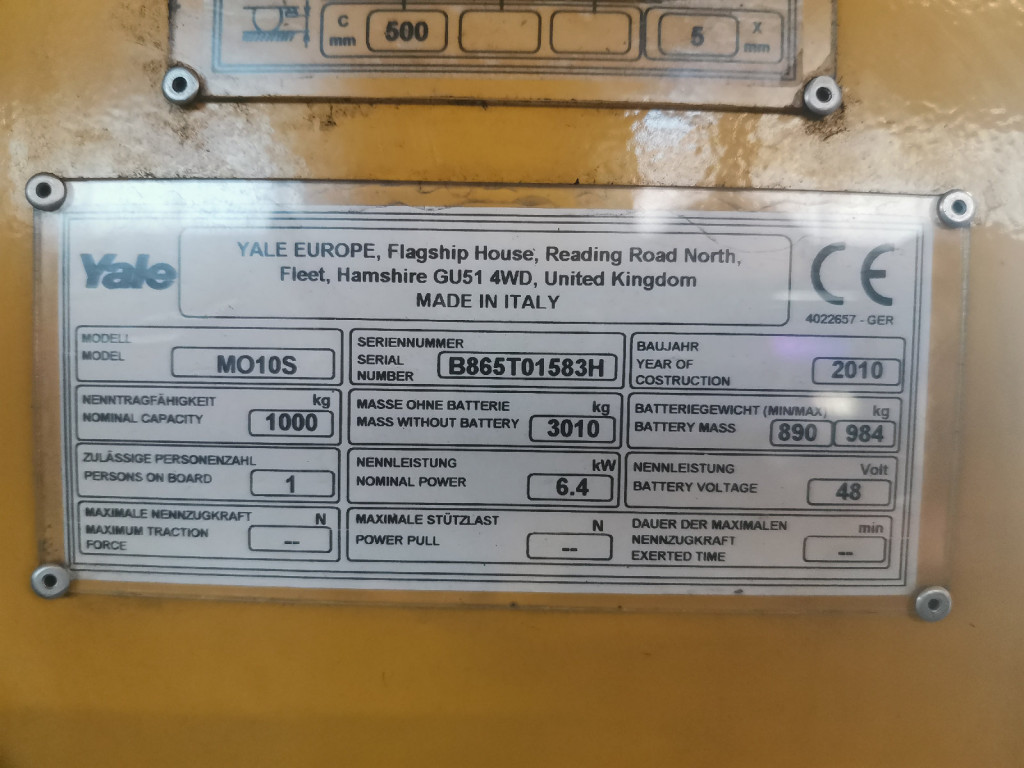 C
mm
500
5
X
mm
Yale
YALE EUROPE, Flagship House, Reading Road North,
Fleet, Hamshire GU51 4WD, United Kingdom
MADE IN ITALY
CE
4022657 - GER
MODELL
MODEL
MO10S
SERIENNUMMER
SERIAL
NUMBER
B865T01583H
BAUJAHR
YEAR OF
COSTRUCTION
2010
NENNTRAGFÄHIGKEIT kg
NOMINAL CAPACITY 1000
MASSE OHNE BATTERIE kg
MASS WITHOUT BATTERY 3010
BATTERIEGEWICHT (MIN/MAX) kg
BATTERY MASS 890 984
ZULÄSSIGE PERSONENZAHL
PERSONS ON BOARD 1
NENNLEISTUNG kW
NOMINAL POWER 6.4
NENNLEISTUNG Volt
BATTERY VOLTAGE 48
MAXIMALE NENNZUGKRAFT N
MAXIMUM TRACTION
FORCE --
MAXIMALE STÜTZLAST N
POWER PULL --
DAUER DER MAXIMALEN min
NENNZUGKRAFT
EXERTED TIME --